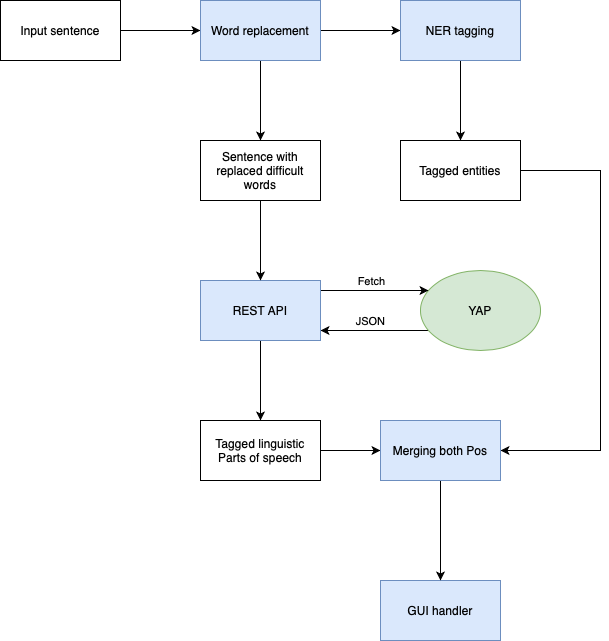 Input sentence
Word replacement
NER tagging
Sentence with
replaced difficult
words
Tagged entities
Fetch
REST API
YAP
JSON
Tagged linguistic
Parts of speech
Merging both Pos
GUI handler